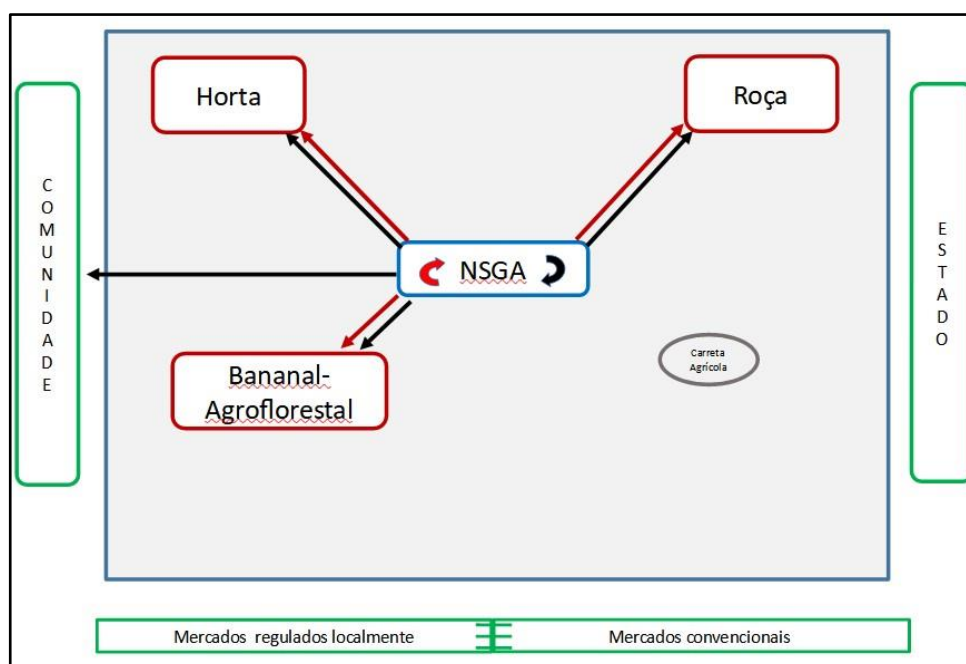 Horta
Roça
COMUNIDADE
ESTADO
NSGA
Carreta
Agrícola
Bananal-
Agroflorestal
Mercados regulados localmente
Mercados convencionais